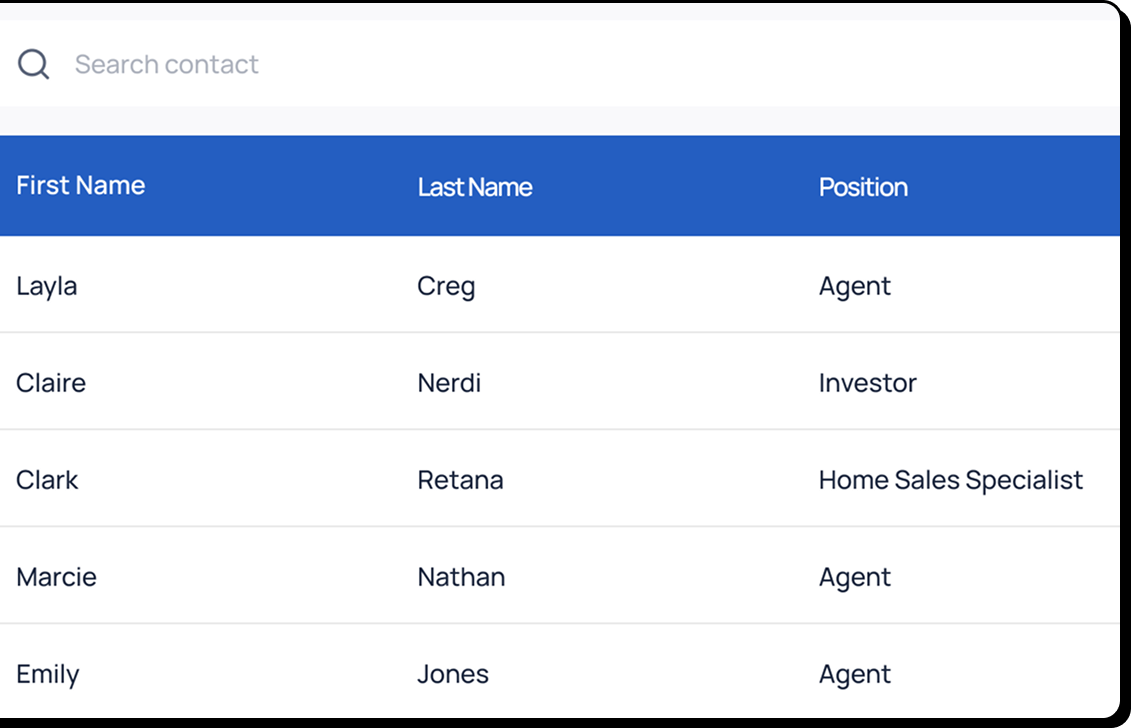 Search contact
First Name Last Name Position
Layla Creg Agent
Claire Nerdi Investor
Clark Retana Home Sales Specialist
Marcie Nathan Agent
Emily Jones Agent